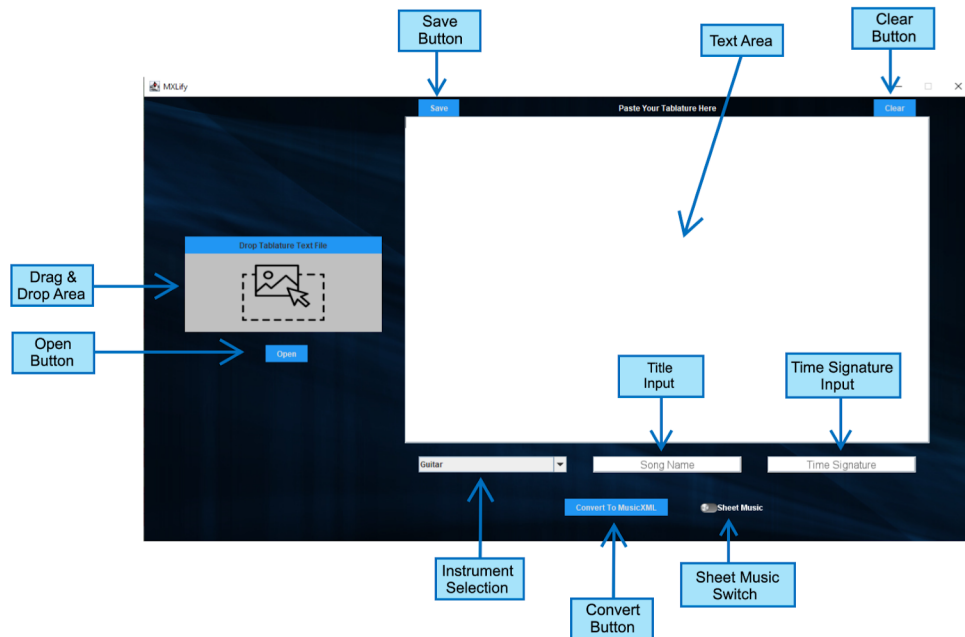 Save
Button
Text Area
Clear
Button
MXLify
Save
Paste Your Tablature Here
Clear
Drop Tablature Text File
Drag &
Drop Area
Open
Button
Open
Title
Input
Time Signature
Input
Guitar
Song Name
Time Signature
Convert To MusicXML
Sheet Music
Instrument
Selection
Convert
Button
Sheet Music
Switch